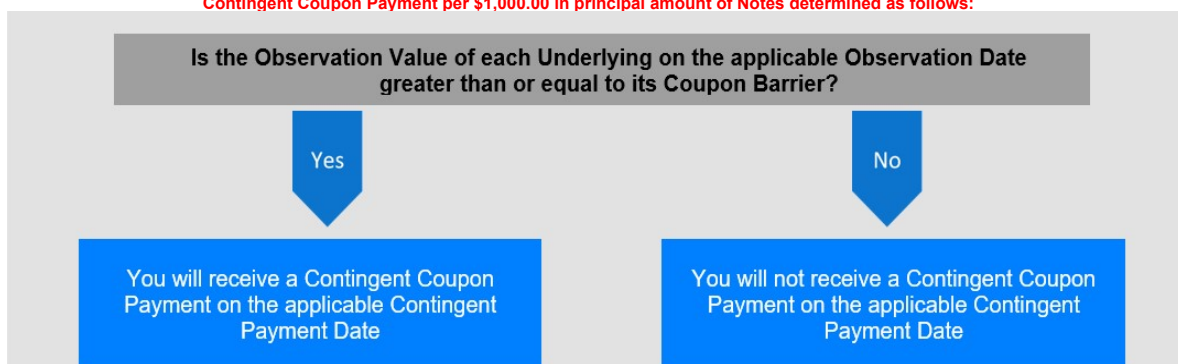 Contingent Coupon Payment per $1,000.00 in principal amount of Notes determined as follows:
Is the Observation Value of each Underlying on the applicable Observation Date
greater than or equal to its Coupon Barrier?
Yes
No
You will receive a Contingent Coupon
Payment on the applicable Contingent
Payment Date
You will not receive a Contingent Coupon
Payment on the applicable Contingent
Payment Date